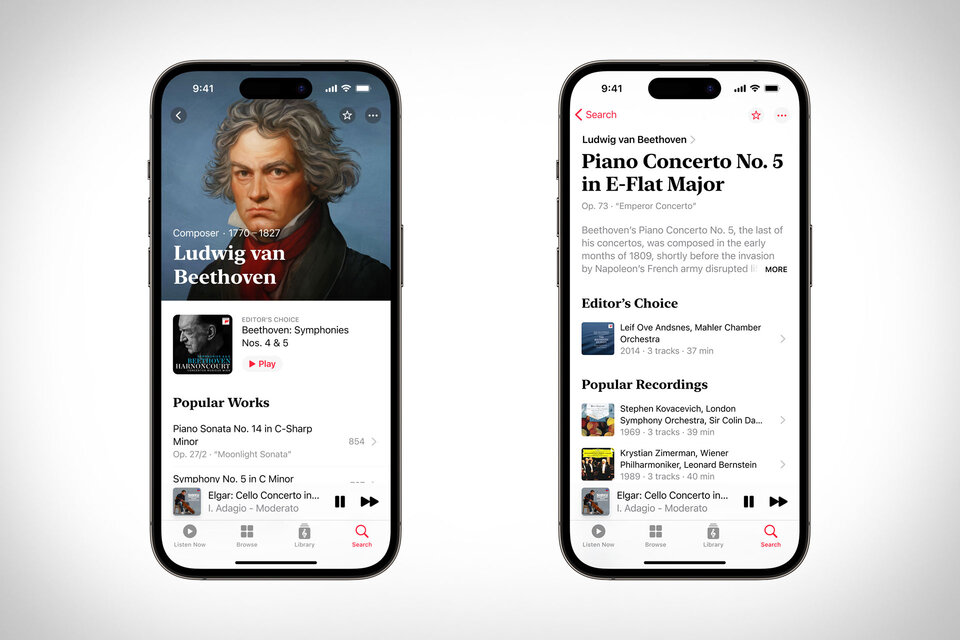 9:41
Composer · 1770–1827
Ludwig van
Beethoven
EDITOR'S CHOICE
Beethoven: Symphonies
Nos. 4 & 5
BEETHOVEN
HARNONCOURT
Play
Popular Works
Piano Sonata No. 14 in C-Sharp
Minor
854
Op. 27/2 · “Moonlight Sonata”
Symphony No. 5 in C Minor
Elgar: Cello Concerto in...
I. Adagio - Moderato
Listen Now
Browse
Library
Search
9:41
Search
Ludwig van Beethoven
Piano Concerto No. 5
in E-Flat Major
Op. 73 · “Emperor Concerto”
Beethoven’s Piano Concerto No. 5, the last of
his concertos, was composed in the early
months of 1809, shortly before the invasion
by Napoleon’s French army disrupted MORE
Editor’s Choice
Leif Ove Andsnes, Mahler Chamber
Orchestra
2014 · 3 tracks · 37 min
Popular Recordings
Stephen Kovacevich, London
Symphony Orchestra, Sir Colin Da...
1969 · 3 tracks · 39 min
Krystian Zimerman, Wiener
Philharmoniker, Leonard Bernstein
1989 · 3 tracks · 40 min
Elgar: Cello Concerto in...
I. Adagio - Moderato
Listen Now
Browse
Library
Search